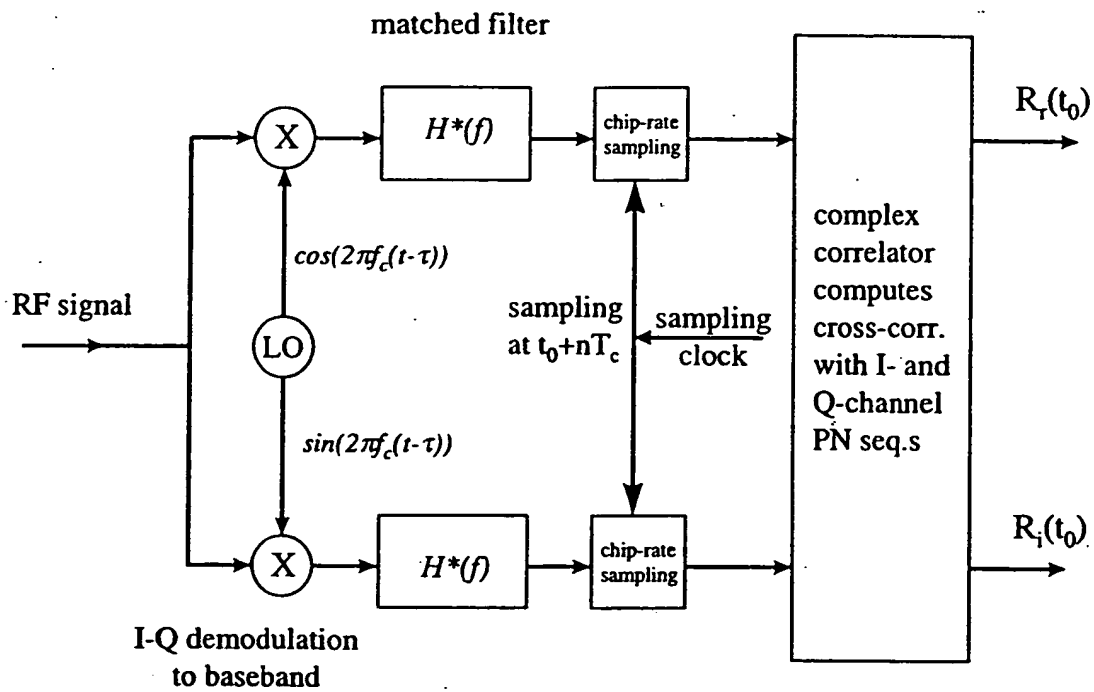 matched filter
X
H*(f)
chip-rate
sampling
R_r(t_0)
cos(2πf_c(t-τ))
RF signal
LO
sampling
at t_0+nT_c
sampling
clock
complex
correlator
computes
cross-corr.
with I- and
Q-channel
PN seq.s
sin(2πf_c(t-τ))
X
H*(f)
chip-rate
sampling
R_i(t_0)
I-Q demodulation
to baseband